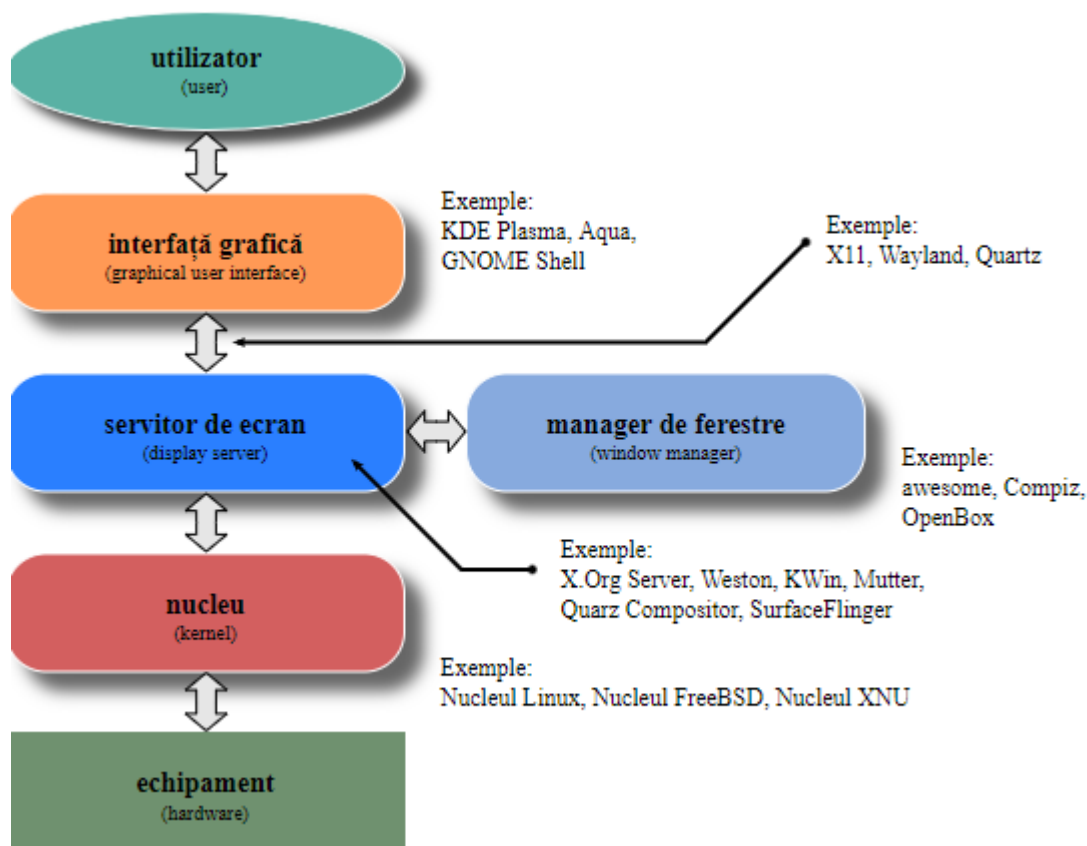 utilizator
(user)
interfață grafică
(graphical user interface)
Exemple:
KDE Plasma, Aqua,
GNOME Shell
Exemple:
X11, Wayland, Quartz
servitor de ecran
(display server)
manager de ferestre
(window manager)
Exemple:
awesome, Compiz,
OpenBox
Exemple:
X.Org Server, Weston, KWin, Mutter,
Quarz Compositor, SurfaceFlinger
nucleu
(kernel)
Exemple:
Nucleul Linux, Nucleul FreeBSD, Nucleul XNU
echipament
(hardware)